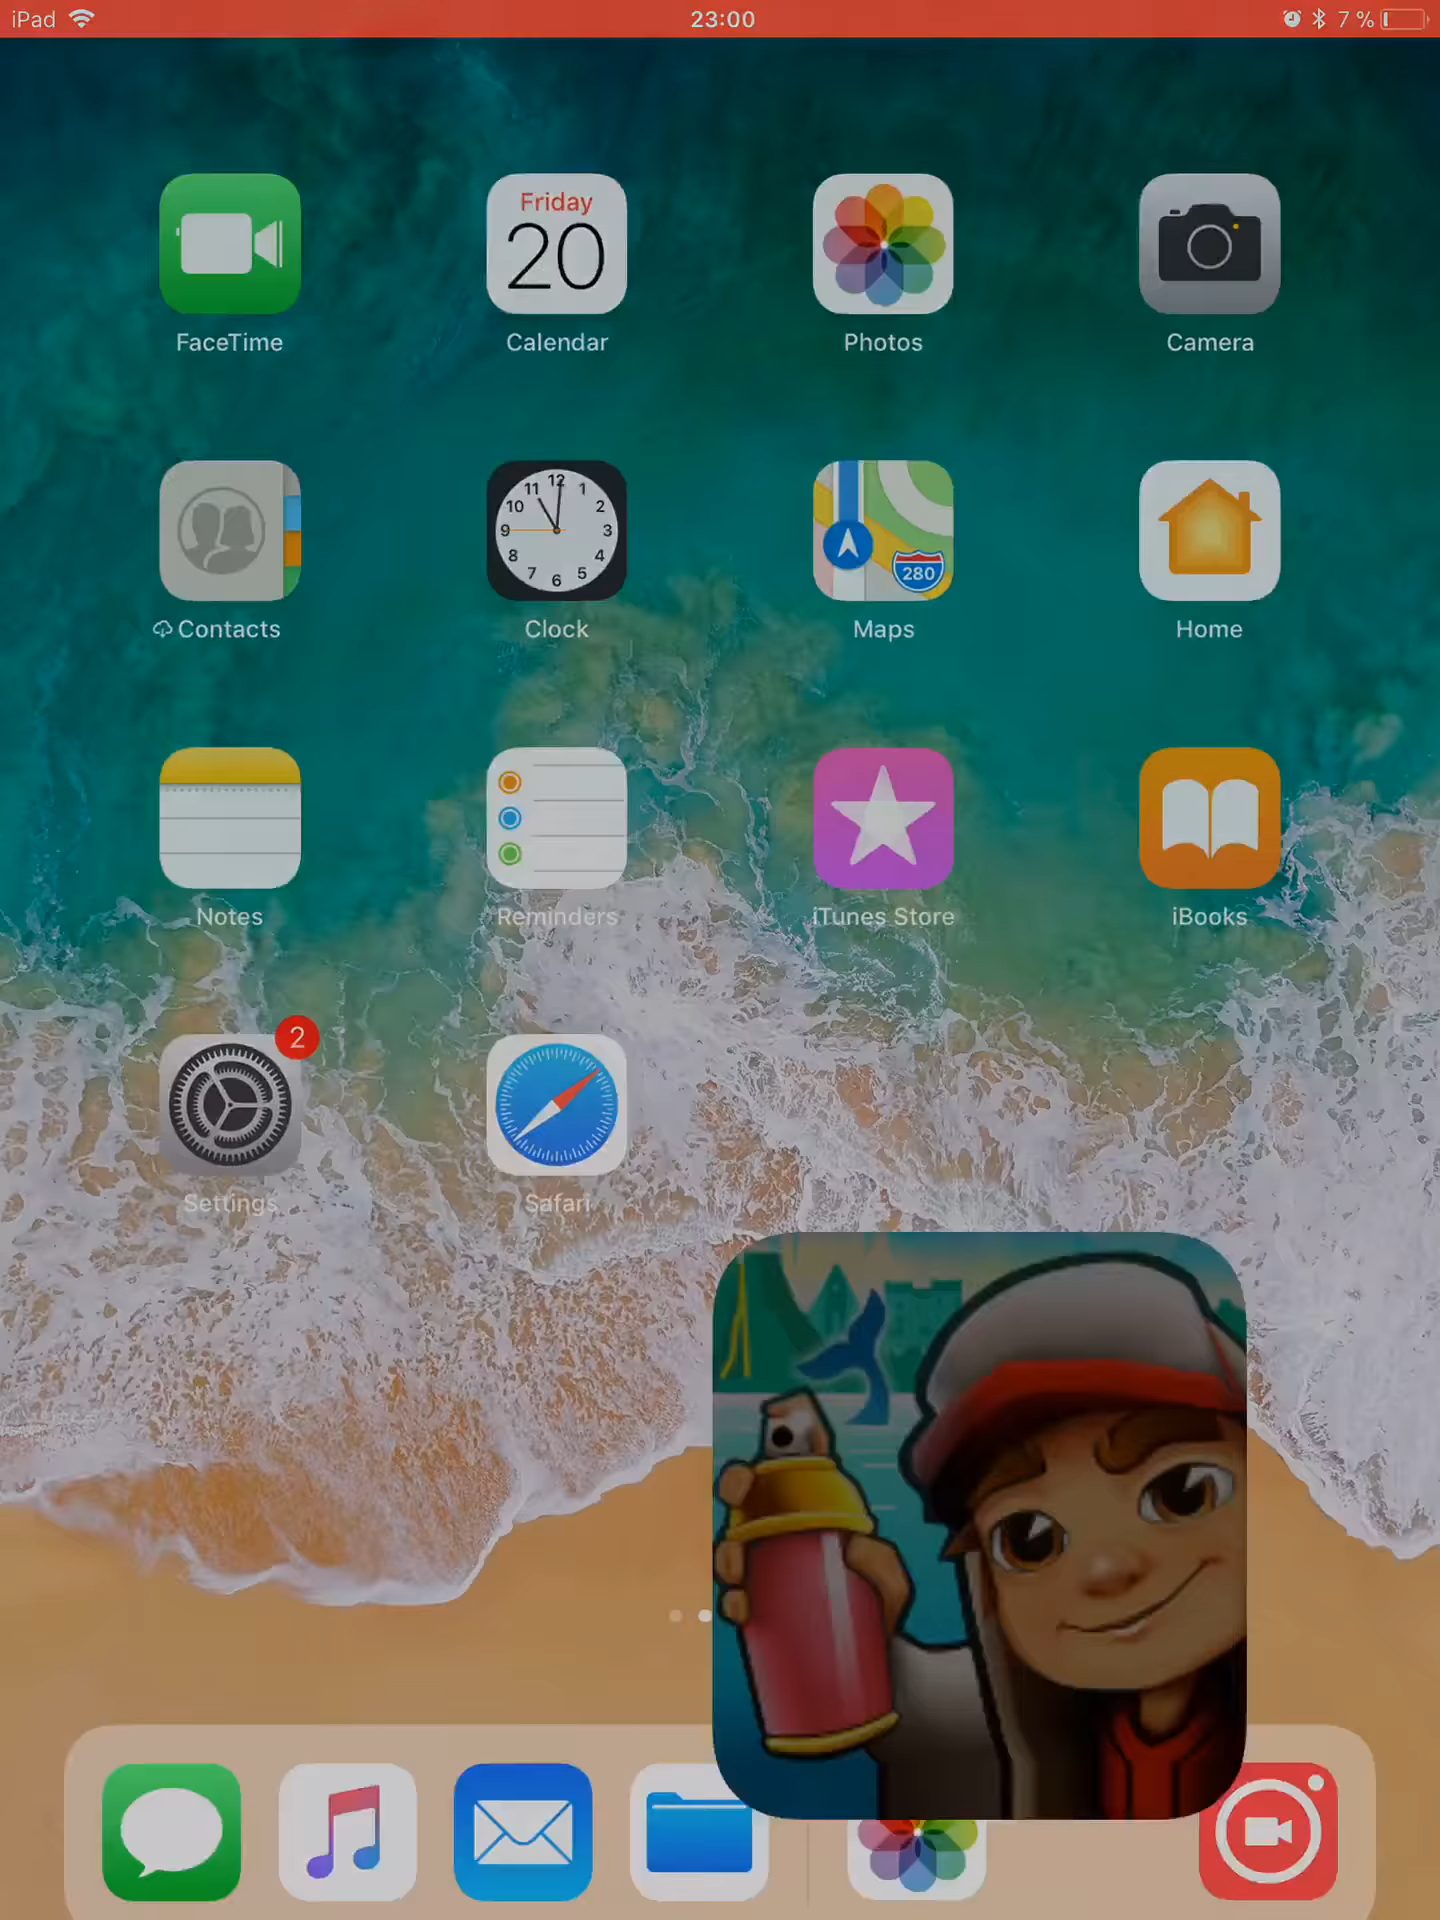 iPad 23:00 7 %
Friday
20
FaceTime Calendar Photos Camera
12
11 1
10 2
9 3
8 4
7 5
6
280
Contacts Clock Maps Home
Notes Reminders iTunes Store iBooks
2
Settings Safari